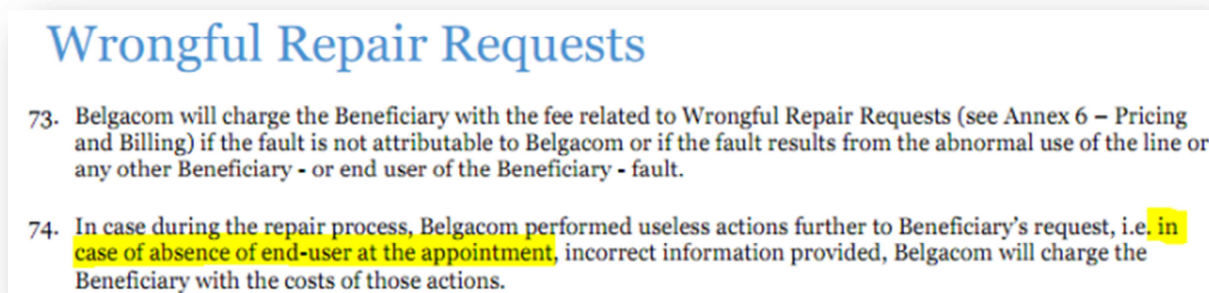 Wrongful Repair Requests
73. Belgacom will charge the Beneficiary with the fee related to Wrongful Repair Requests (see Annex 6 – Pricing
and Billing) if the fault is not attributable to Belgacom or if the fault results from the abnormal use of the line or
any other Beneficiary - or end user of the Beneficiary - fault.
74. In case during the repair process, Belgacom performed useless actions further to Beneficiary’s request, i.e. in
case of absence of end-user at the appointment, incorrect information provided, Belgacom will charge the
Beneficiary with the costs of those actions.